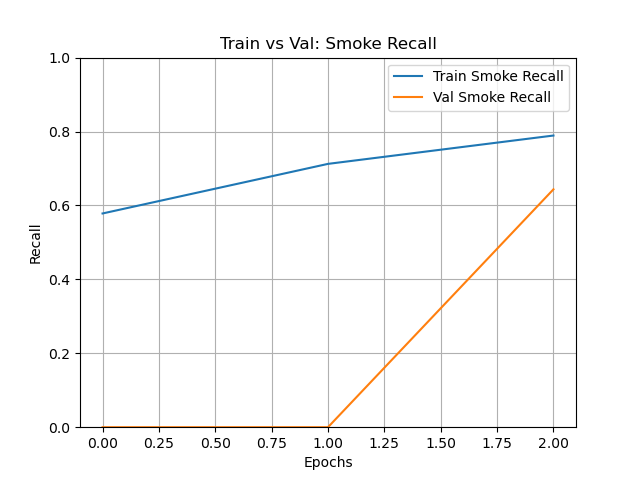 Train vs Val: Smoke Recall
Train Smoke Recall
Val Smoke Recall
Recall
1.0
0.8
0.6
0.4
0.2
0.0
0.00 0.25 0.50 0.75 1.00 1.25 1.50 1.75 2.00
Epochs